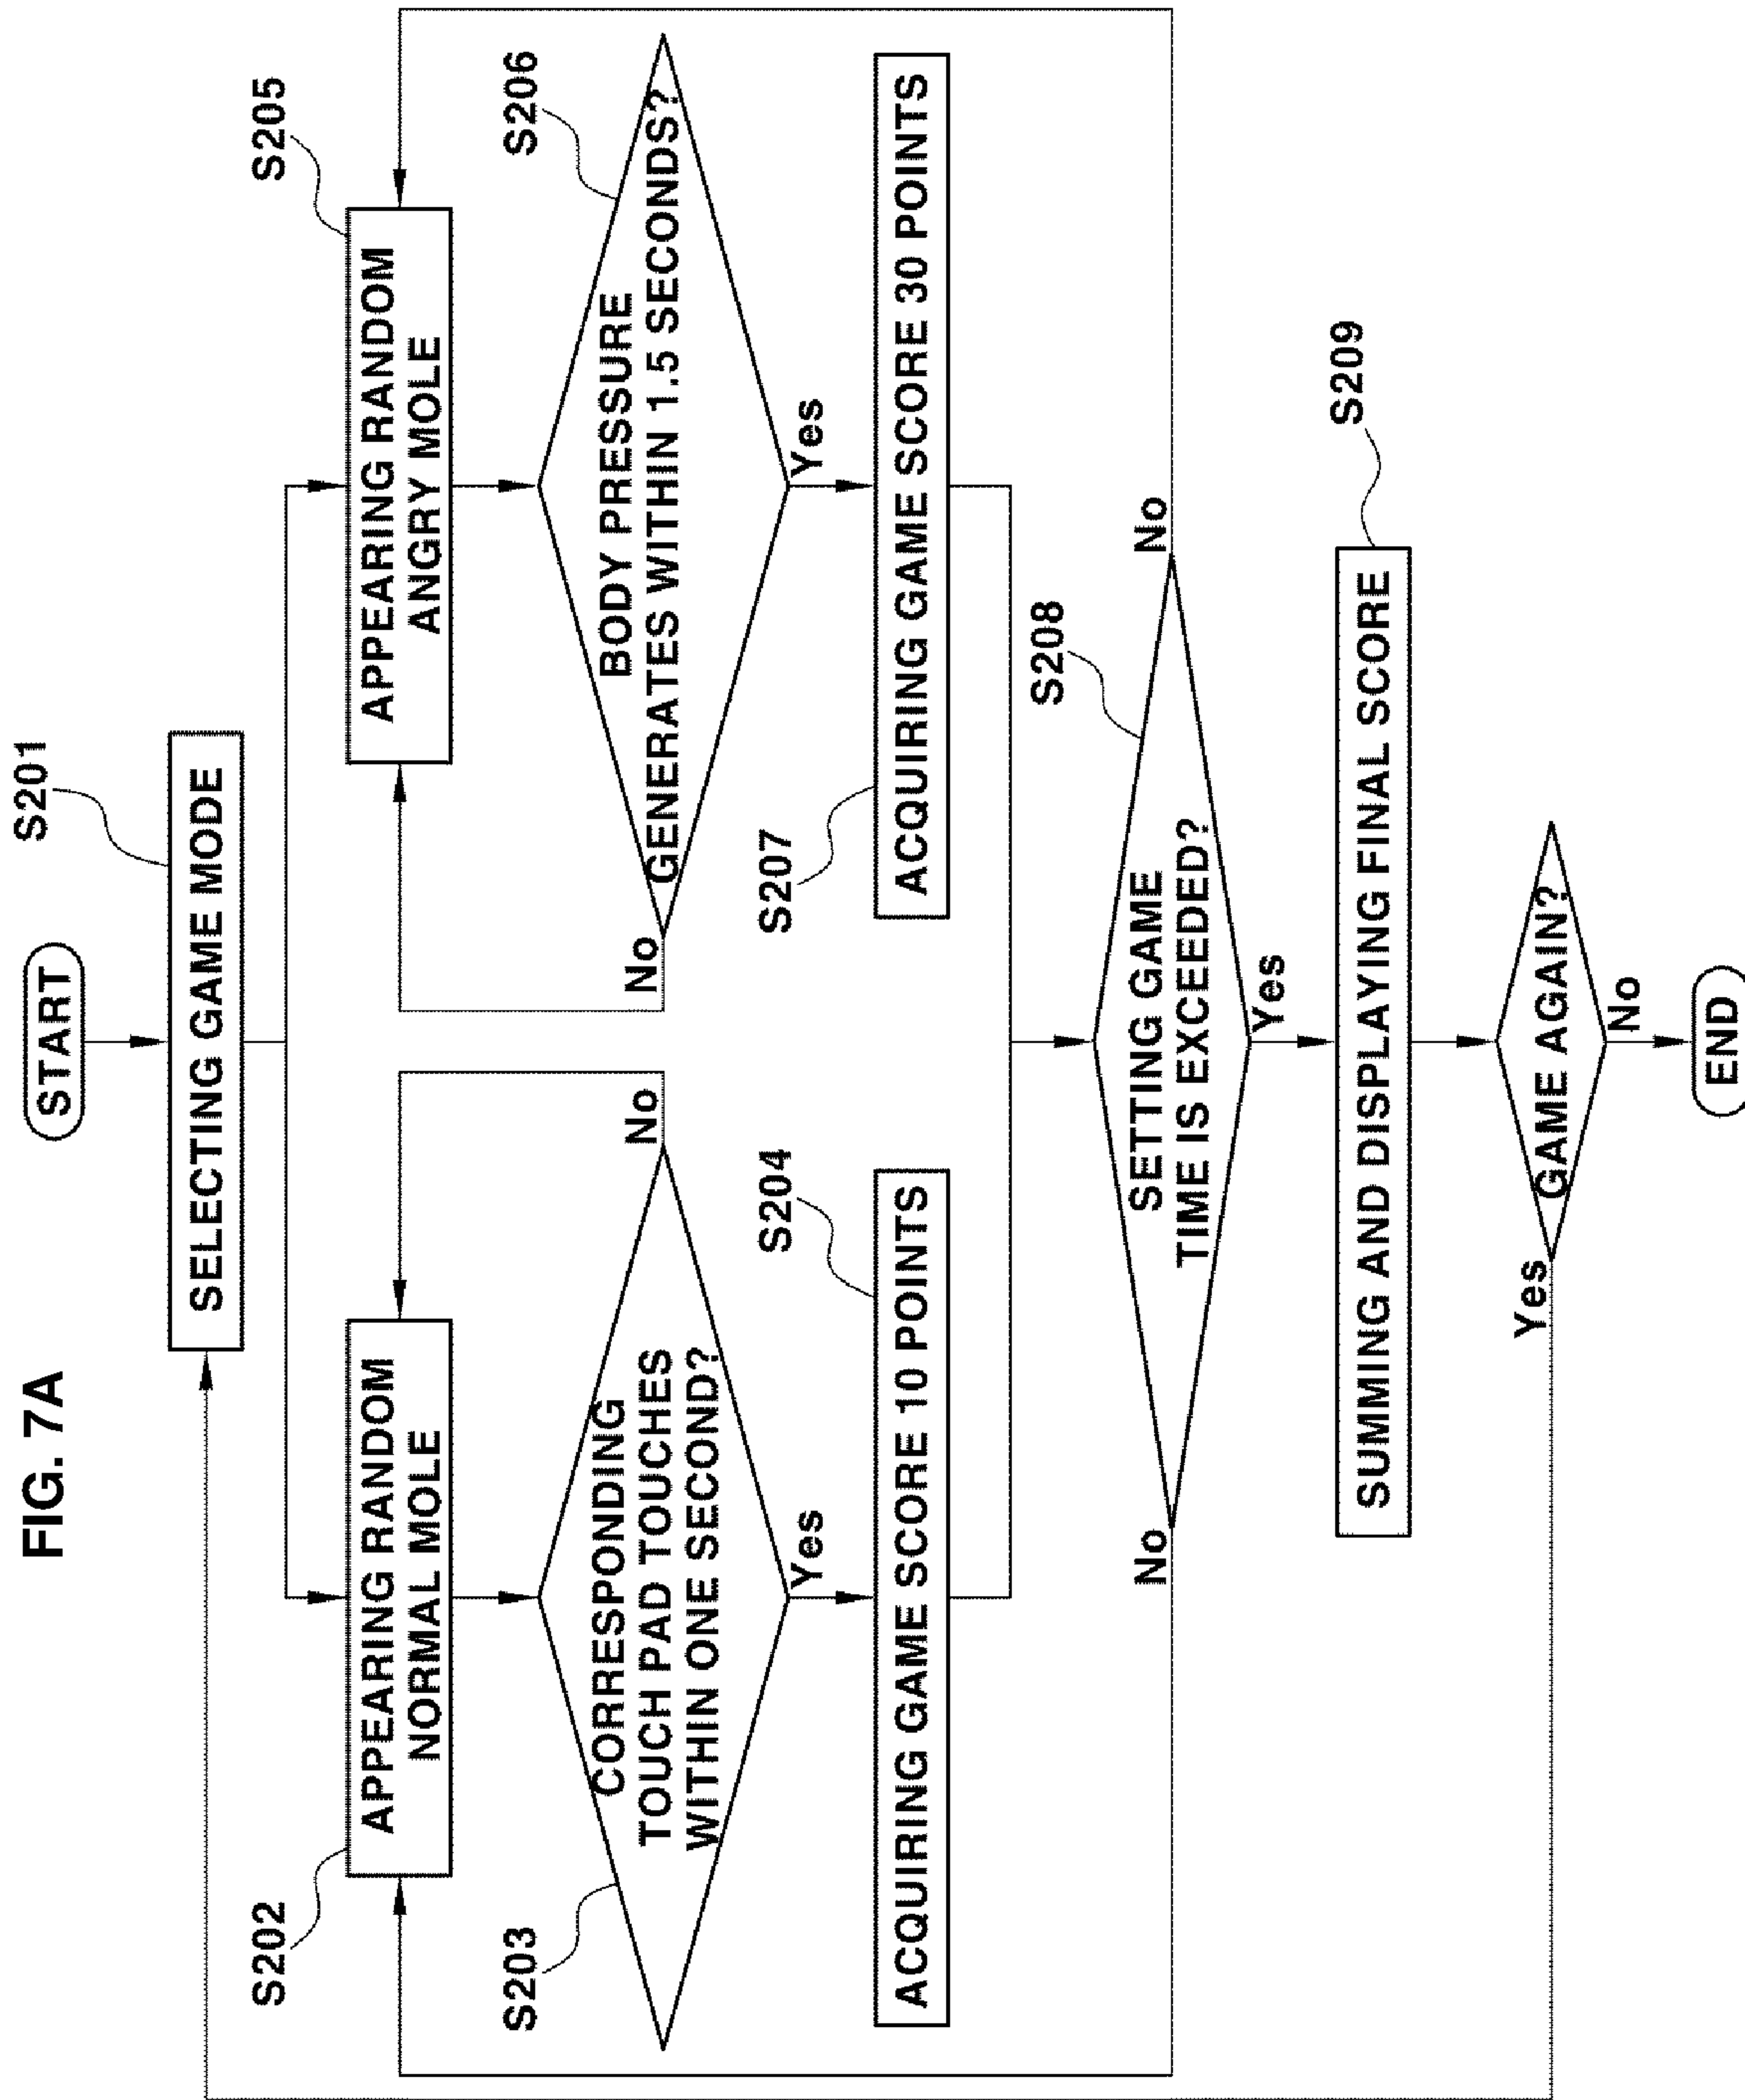 FIG. 7A
START
S201
SELECTING GAME MODE
S202
APPEARING RANDOM
NORMAL MOLE
S205
APPEARING RANDOM
ANGRY MOLE
S203
CORRESPONDING
TOUCH PAD TOUCHES
WITHIN ONE SECOND?
No
Yes
S206
BODY PRESSURE
GENERATES WITHIN 1.5 SECONDS?
No
Yes
S204
ACQUIRING GAME SCORE 10 POINTS
S207
ACQUIRING GAME SCORE 30 POINTS
S208
SETTING GAME
TIME IS EXCEEDED?
No
No
Yes
S209
SUMMING AND DISPLAYING FINAL SCORE
GAME AGAIN?
Yes
No
END